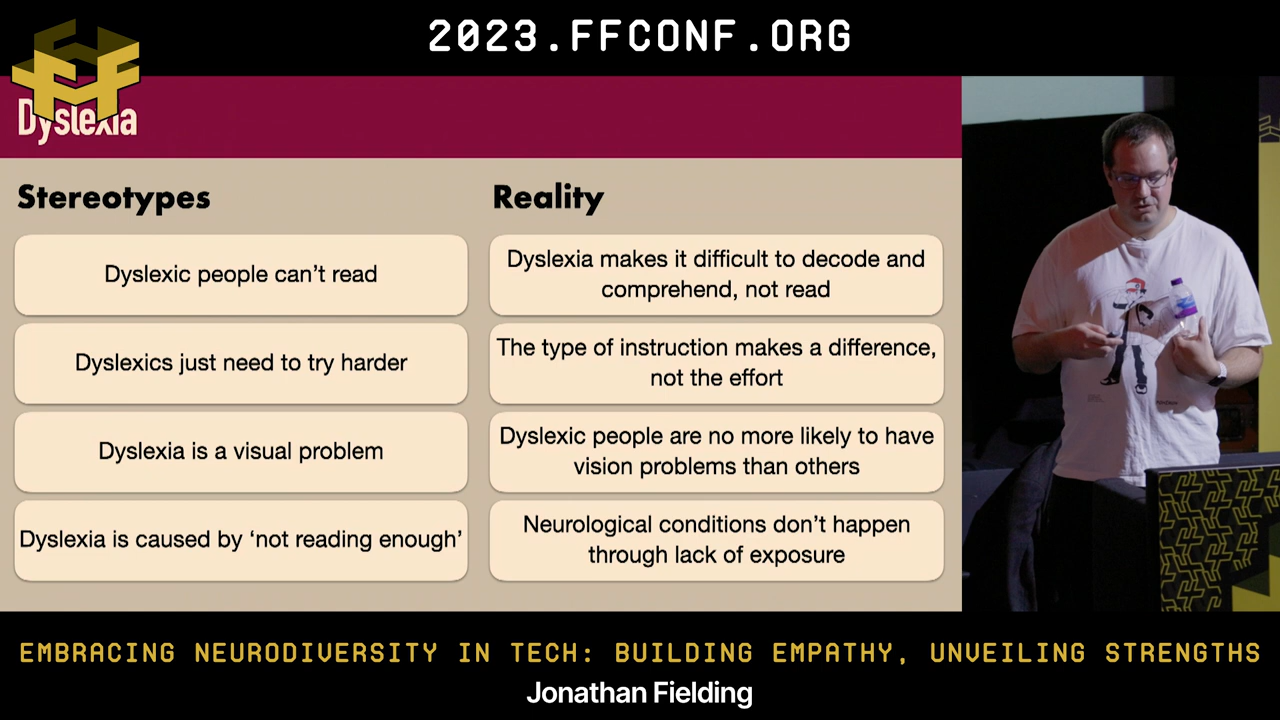 2023.FFCONF.ORG
Dyslexia
Stereotypes
Reality
Dyslexic people can’t read
Dyslexia makes it difficult to decode and
comprehend, not read
Dyslexics just need to try harder
The type of instruction makes a difference,
not the effort
Dyslexia is a visual problem
Dyslexic people are no more likely to have
vision problems than others
Dyslexia is caused by ‘not reading enough’
Neurological conditions don’t happen
through lack of exposure
EMBRACING NEURODIVERSITY IN TECH: BUILDING EMPATHY, UNVEILING STRENGTHS
Jonathan Fielding